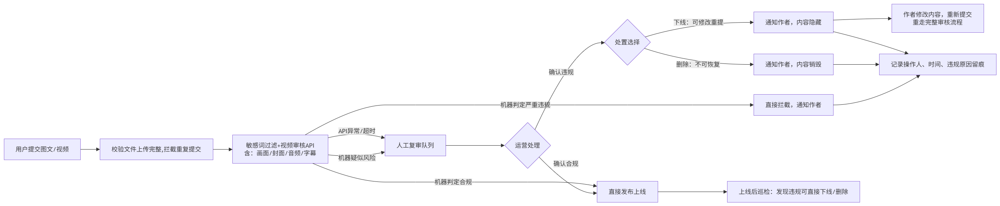 用户提交图文/视频
校验文件上传完整,拦截重复提交
敏感词过滤+视频审核API
含：画面/封面/音频/字幕
API异常/超时
机器疑似风险
机器判定严重违规
机器判定合规
人工复审队列
运营处理
确认违规
确认合规
处置选择
下线：可修改重提
删除：不可恢复
通知作者，内容隐藏
通知作者，内容销毁
直接拦截，通知作者
作者修改内容，重新提交
重走完整审核流程
记录操作人、时间、违规原因留痕
直接发布上线
上线后巡检：发现违规可直接下线/删除